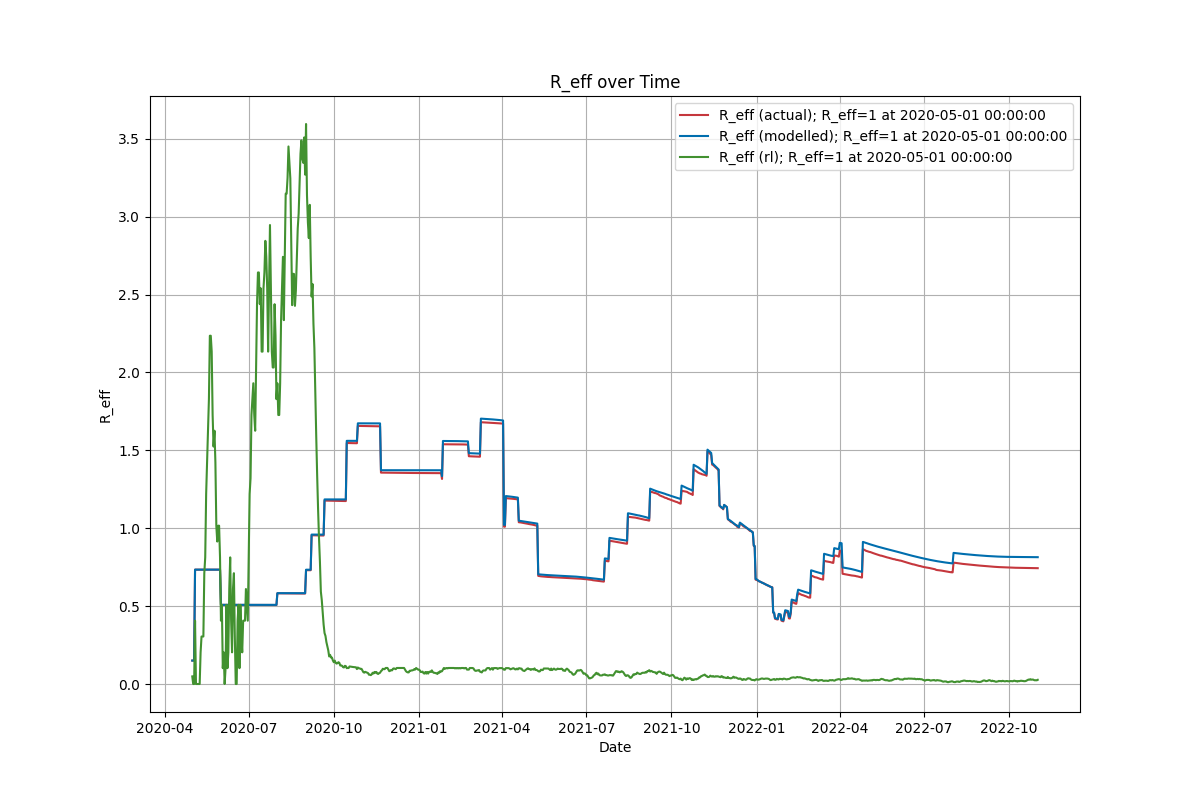 R_eff over Time
R_eff (actual); R_eff=1 at 2020-05-01 00:00:00
R_eff (modelled); R_eff=1 at 2020-05-01 00:00:00
R_eff (rl); R_eff=1 at 2020-05-01 00:00:00
3.5
3.0
2.5
2.0
1.5
1.0
0.5
0.0
R_eff
2020-04 2020-07 2020-10 2021-01 2021-04 2021-07 2021-10 2022-01 2022-04 2022-07 2022-10
Date